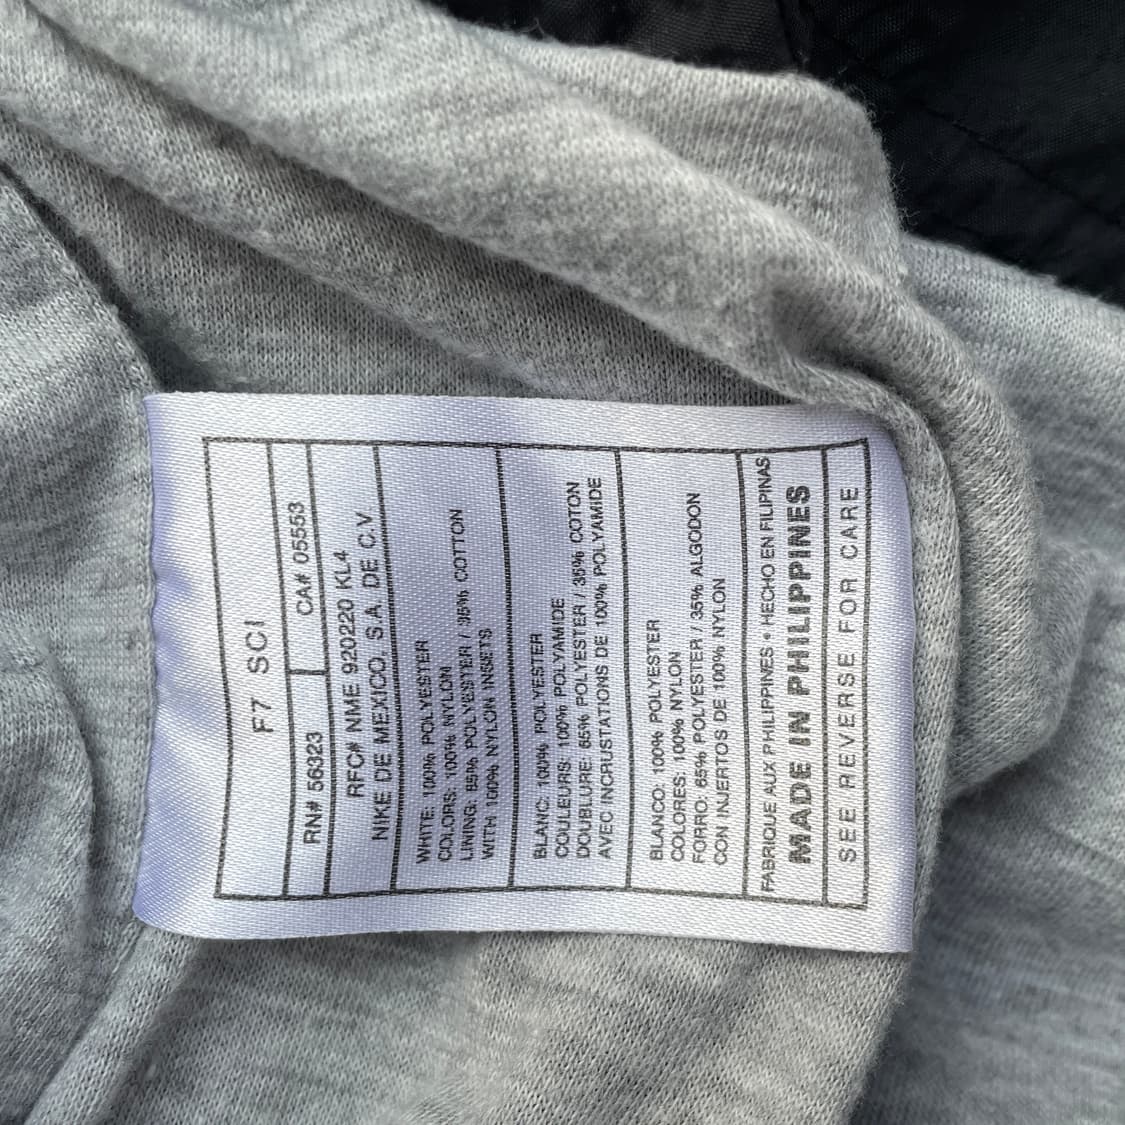 F7 SCI
RN# 56323 CA# 05553
RFC# NME 920220 KL4
NIKE DE MEXICO, S.A. DE C.V
WHITE: 100% POLYESTER
COLORS: 100% NYLON
LINING: 65% POLYESTER / 35% COTTON
WITH 100% NYLON INSETS
BLANC: 100% POLYESTER
COULEURS: 100% POLYAMIDE
DOUBLURE: 65% POLYESTER / 35% COTON
AVEC INCRUSTATIONS DE 100% POLYAMIDE
BLANCO: 100% POLYESTER
COLORES: 100% NYLON
FORRO: 65% POLYESTER / 35% ALGODON
CON INJERTOS DE 100% NYLON
FABRIQUE AUX PHILIPPINES • HECHO EN FILIPINAS
MADE IN PHILIPPINES
SEE REVERSE FOR CARE